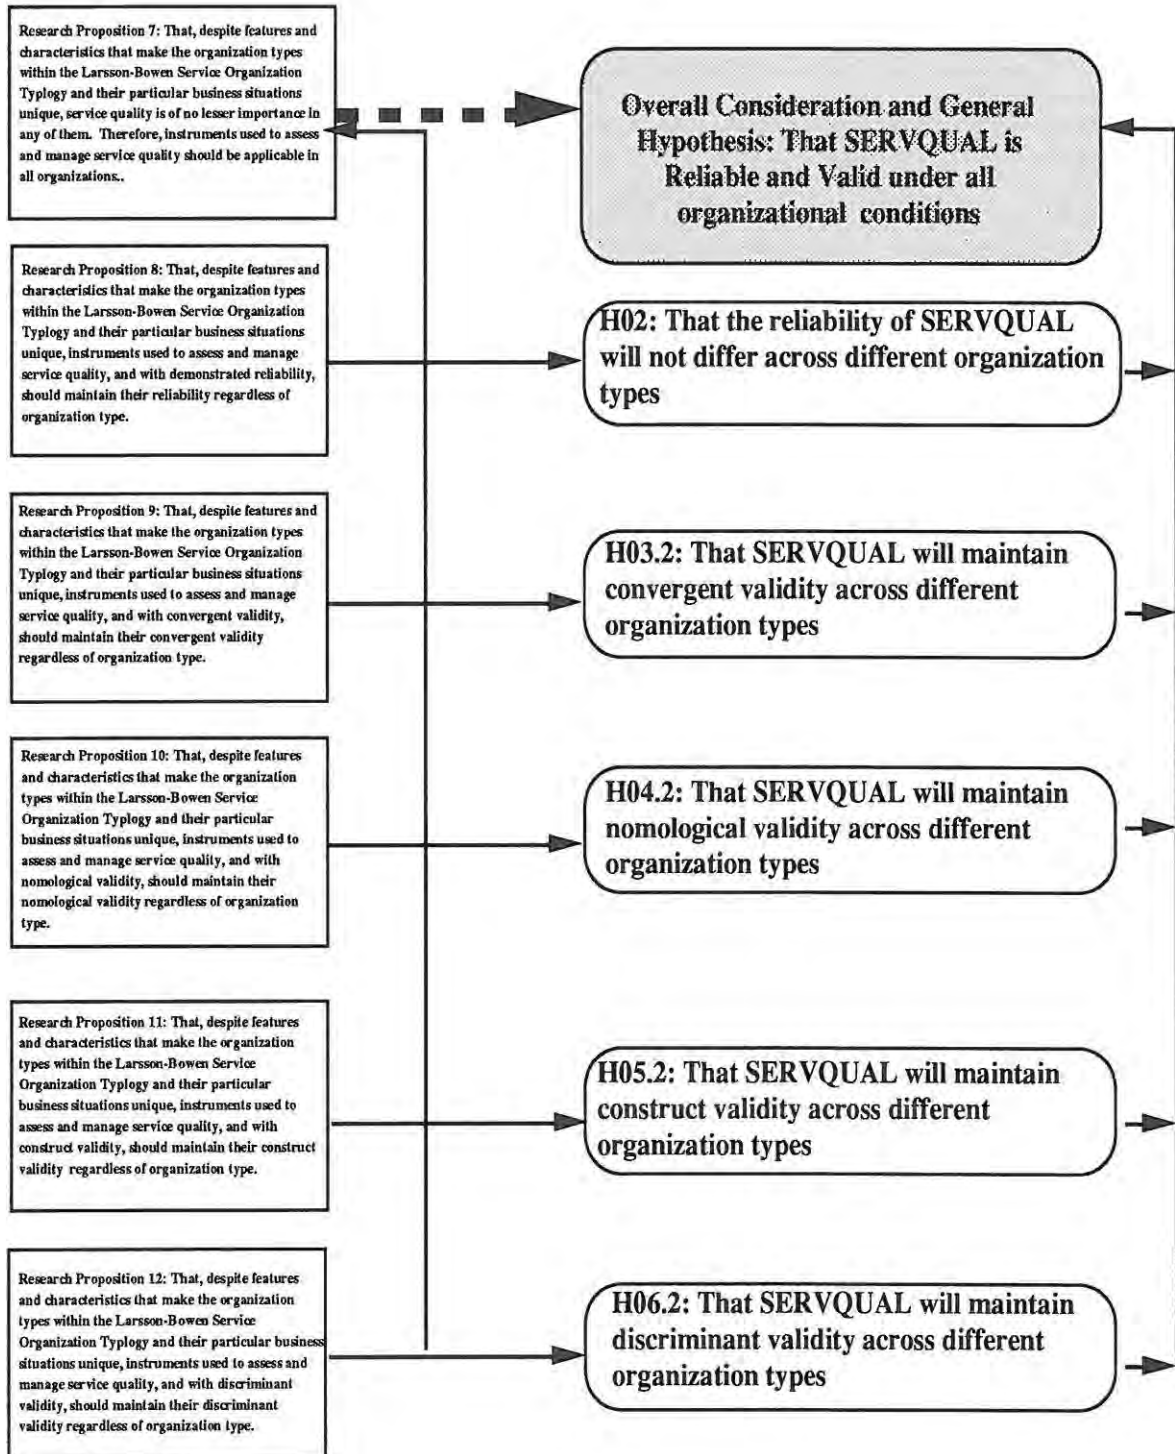 Research Proposition 7: That, despite features and
characteristics that make the organization types
within the Larsson-Bowen Service Organization
Typlogy and their particular business situations
unique, service quality is of no lesser importance in
any of them. Therefore, instruments used to assess
and manage service quality should be applicable in
all organizations..
Overall Consideration and General
Hypothesis: That SERVQUAL is
Reliable and Valid under all
organizational conditions
Research Proposition 8: That, despite features and
characteristics that make the organization types
within the Larsson-Bowen Service Organization
Typlogy and their particular business situations
unique, instruments used to assess and manage
service quality, and with demonstrated reliability,
should maintain their reliability regardless of
organization type.
H02: That the reliability of SERVQUAL
will not differ across different organization
types
Research Proposition 9: That, despite features and
characteristics that make the organization types
within the Larsson-Bowen Service Organization
Typlogy and their particular business situations
unique, instruments used to assess and manage
service quality, and with convergent validity,
should maintain their convergent validity
regardless of organization type.
H03.2: That SERVQUAL will maintain
convergent validity across different
organization types
Research Proposition 10: That, despite features
and characteristics that make the organization
types within the Larsson-Bowen Service
Organization Typlogy and their particular
business situations unique, instruments used to
assess and manage service quality, and with
nomological validity, should maintain their
nomological validity regardless of organization
type.
H04.2: That SERVQUAL will maintain
nomological validity across different
organization types
Research Proposition 11: That, despite features
and characteristics that make the organization
types within the Larsson-Bowen Service
Organization Typlogy and their particular
business situations unique, instruments used to
assess and manage service quality, and with
construct validity, should maintain their construct
validity regardless of organization type.
H05.2: That SERVQUAL will maintain
construct validity across different
organization types
Research Proposition 12: That, despite features
and characteristics that make the organization
types within the Larsson-Bowen Service
Organization Typlogy and their particular business
situations unique, instruments used to assess and
manage service quality, and with discriminant
validity, should maintain their discriminant
validity regardless of organization type.
H06.2: That SERVQUAL will maintain
discriminant validity across different
organization types